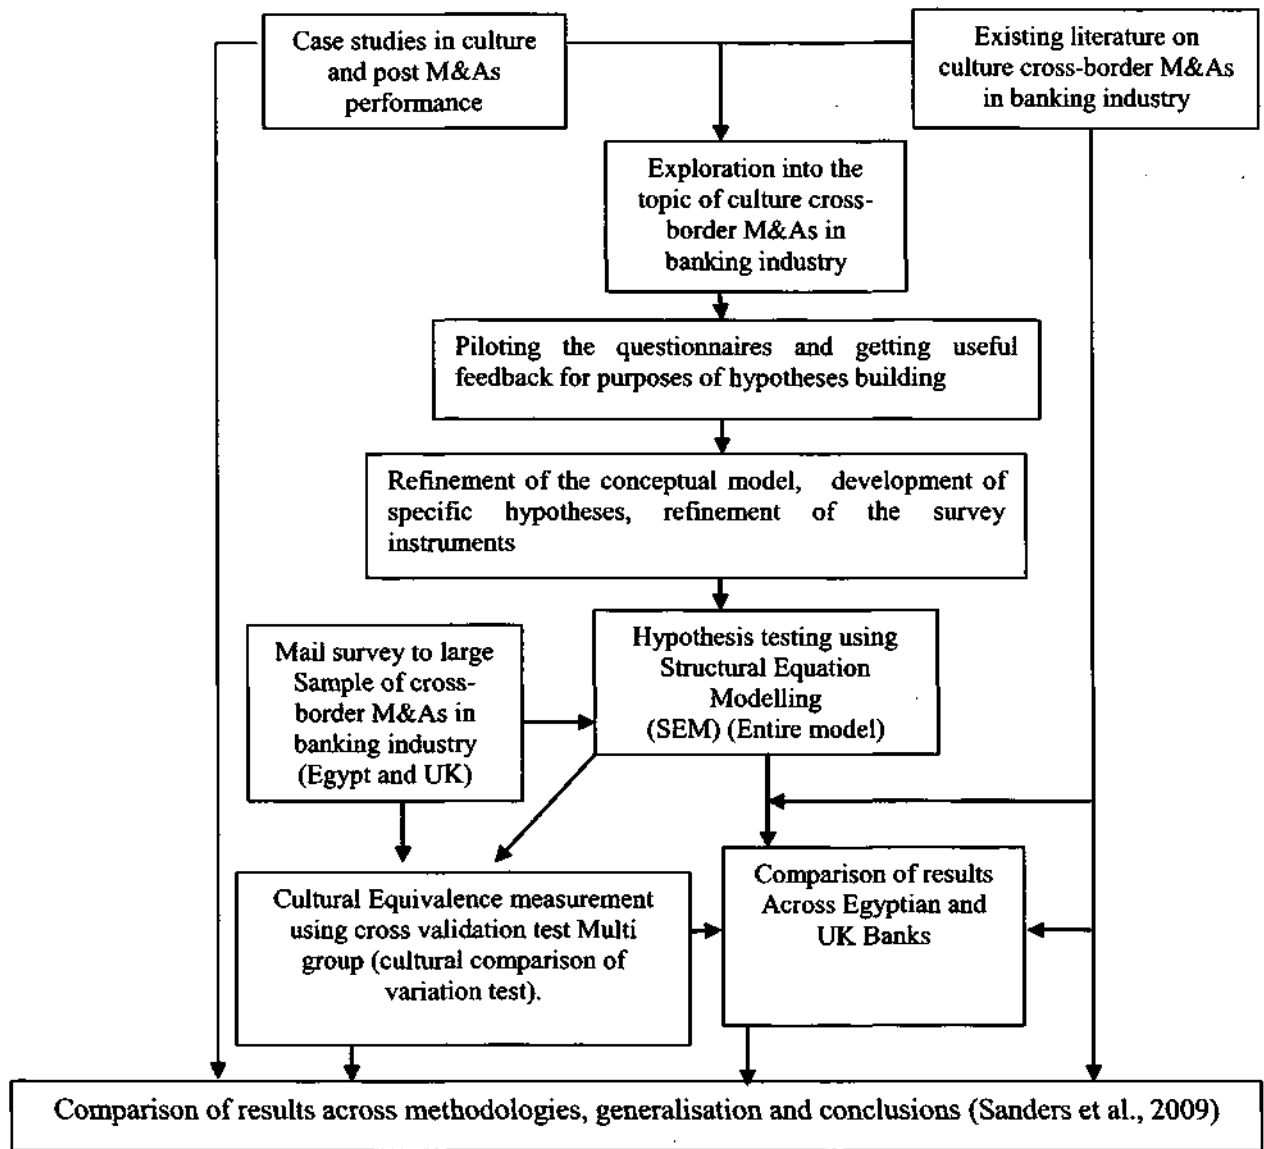 Case studies in culture
and post M&As
performance
Existing literature on
culture cross-border M&As
in banking industry
Exploration into the
topic of culture cross-
border M&As in
banking industry
Piloting the questionnaires and getting useful
feedback for purposes of hypotheses building
Refinement of the conceptual model, development of
specific hypotheses, refinement of the survey
instruments
Mail survey to large
Sample of cross-
border M&As in
banking industry
(Egypt and UK)
Hypothesis testing using
Structural Equation
Modelling
(SEM) (Entire model)
Cultural Equivalence measurement
using cross validation test Multi
group (cultural comparison of
variation test).
Comparison of results
Across Egyptian and
UK Banks
Comparison of results across methodologies, generalisation and conclusions (Sanders et al., 2009)